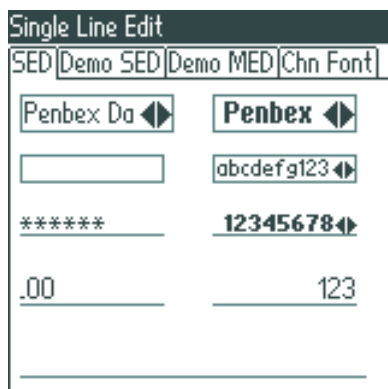 Single Line Edit
SED Demo SED Demo MED Chn Font
Penbex Da Penbex
abcdefg123
****** 12345678
.00 123